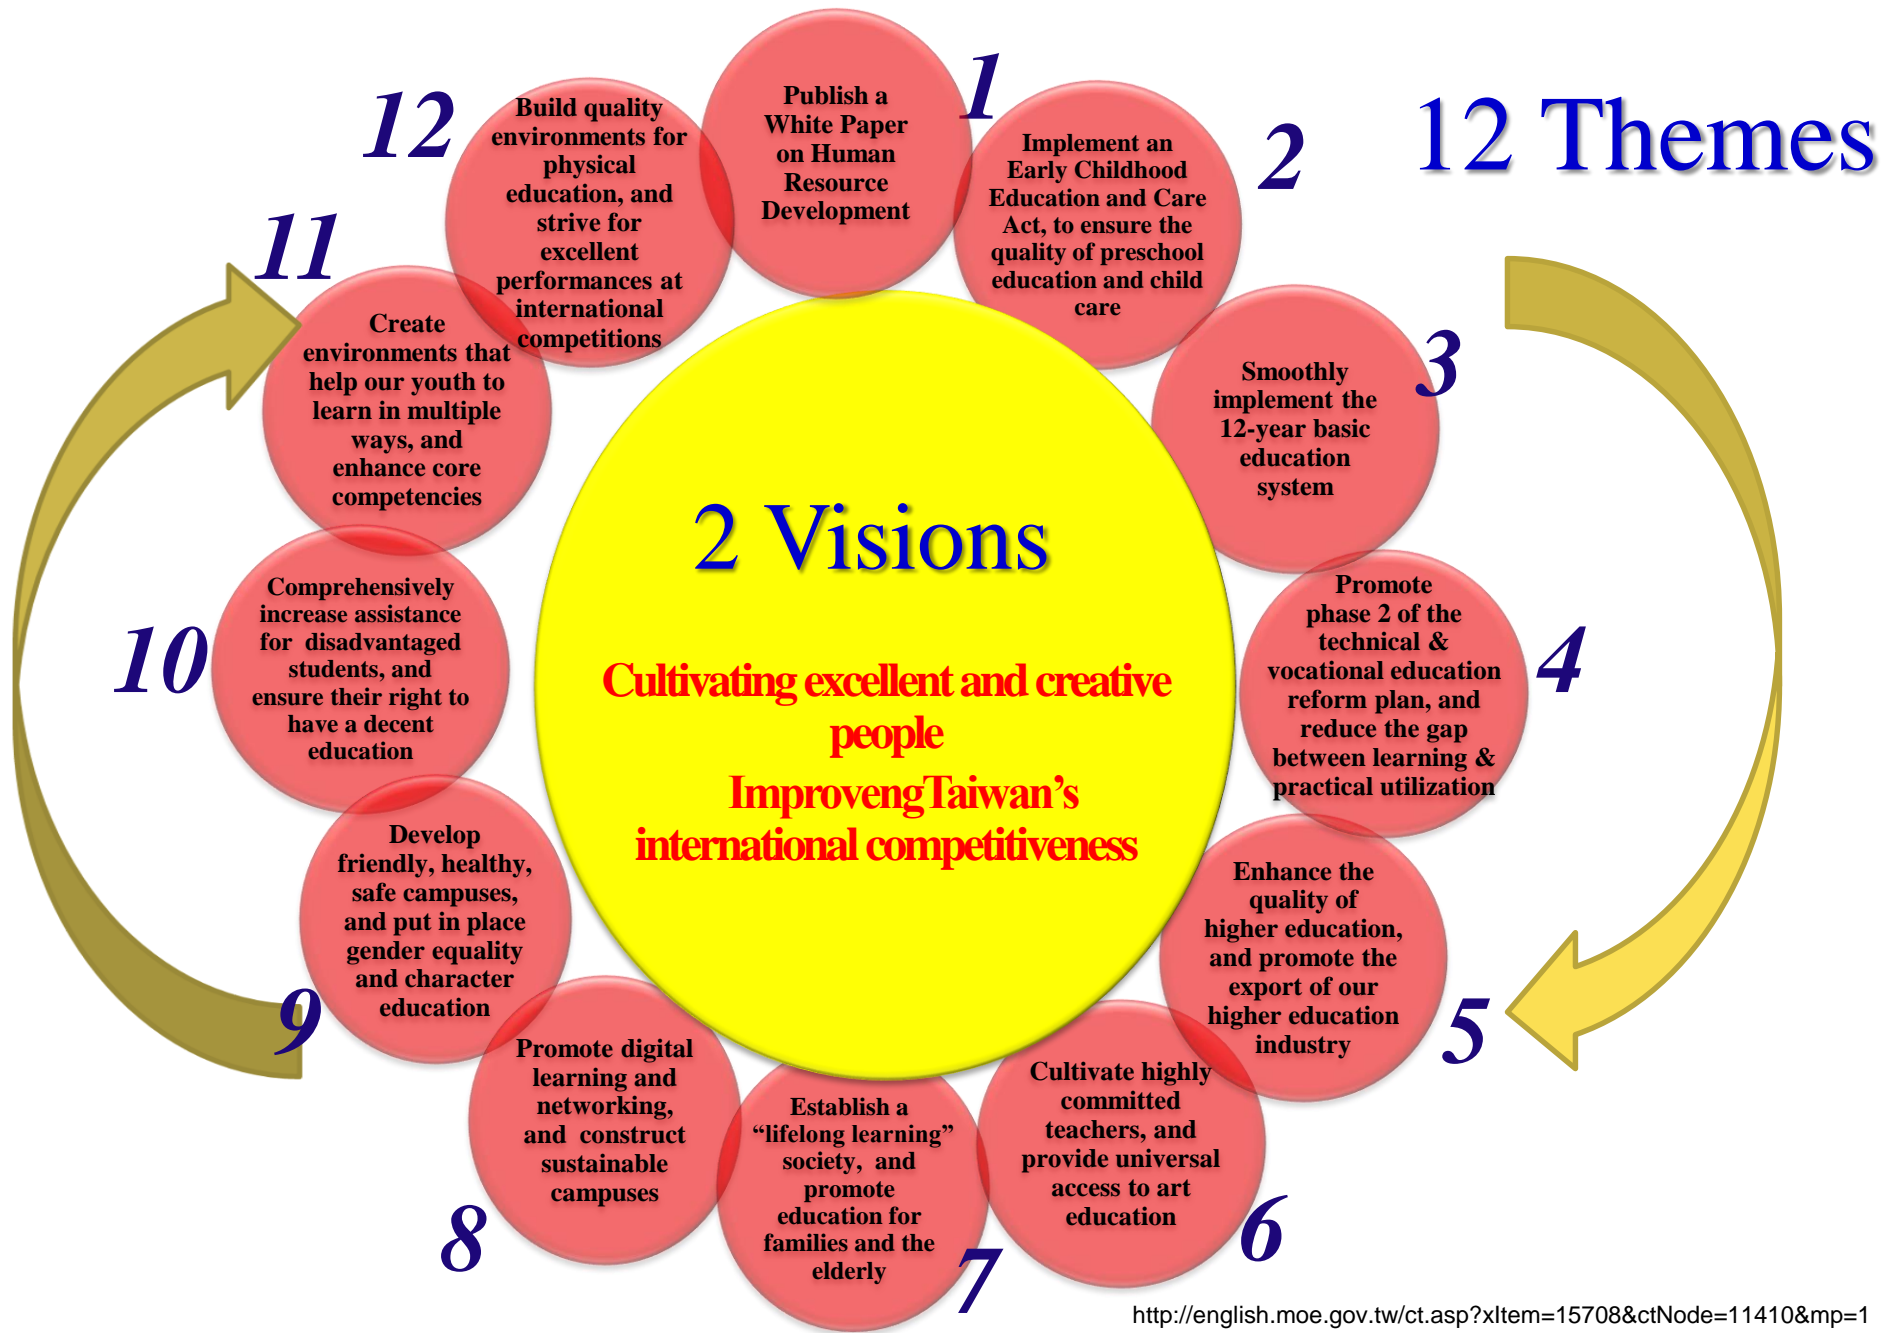 12 Themes
1
Publish a
White Paper
on Human
Resource
Development
2
Implement an
Early Childhood
Education and Care
Act, to ensure the
quality of preschool
education and child
care
3
Smoothly
implement the
12-year basic
education
system
4
Promote
phase 2 of the
technical &
vocational education
reform plan, and
reduce the gap
between learning &
practical utilization
5
Enhance the
quality of
higher education,
and promote the
export of our
higher education
industry
6
Cultivate highly
committed
teachers, and
provide universal
access to art
education
7
Establish a
“lifelong learning”
society, and
promote
education for
families and the
elderly
8
Promote digital
learning and
networking,
and construct
sustainable
campuses
9
Develop
friendly, healthy,
safe campuses,
and put in place
gender equality
and character
education
10
Comprehensively
increase assistance
for disadvantaged
students, and
ensure their right to
have a decent
education
11
Create
environments that
help our youth to
learn in multiple
ways, and
enhance core
competencies
12
Build quality
environments for
physical
education, and
strive for
excellent
performances at
international
competitions
2 Visions
Cultivating excellent and creative
people
ImprovengTaiwan’s
international competitiveness
http://english.moe.gov.tw/ct.asp?xItem=15708&ctNode=11410&mp=1